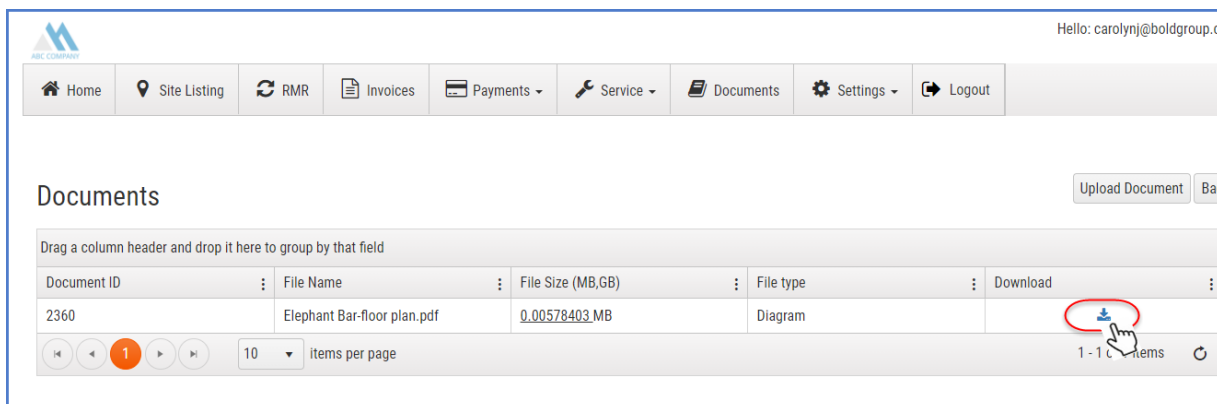 Hello: carolynj@boldgroup.c
ABC COMPANY
Home Site Listing RMR Invoices Payments Service Documents Settings Logout
Documents
Upload Document Ba
Drag a column header and drop it here to group by that field
Document ID File Name File Size (MB,GB) File type Download
2360 Elephant Bar-floor plan.pdf 0.00578403 MB Diagram
1 10 items per page 1 - 1 items